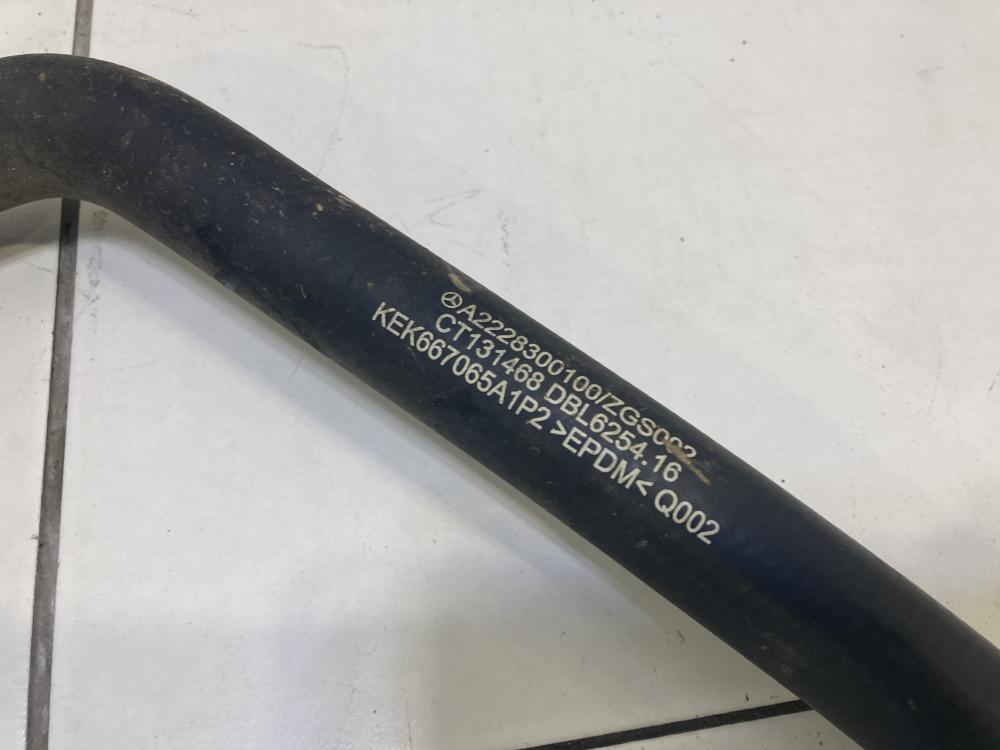 A2228300100/ZGS002
CT131468 DBL6254.16
KEK667065A1P2 >EPDM< Q002